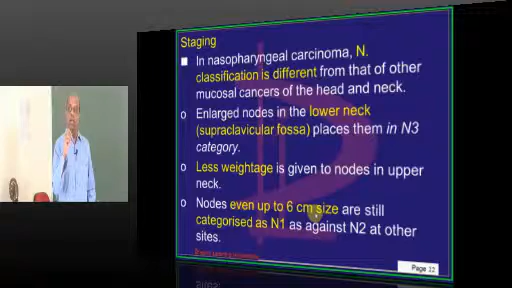 Staging
In nasopharyngeal carcinoma, N.
classification is different from that of other
mucosal cancers of the head and neck.
o Enlarged nodes in the lower neck
(supraclavicular fossa) places them in N3
category.
o Less weightage is given to nodes in upper
neck.
o Nodes even up to 6 cm size are still
categorised as N1 as against N2 at other
sites.
Page 22